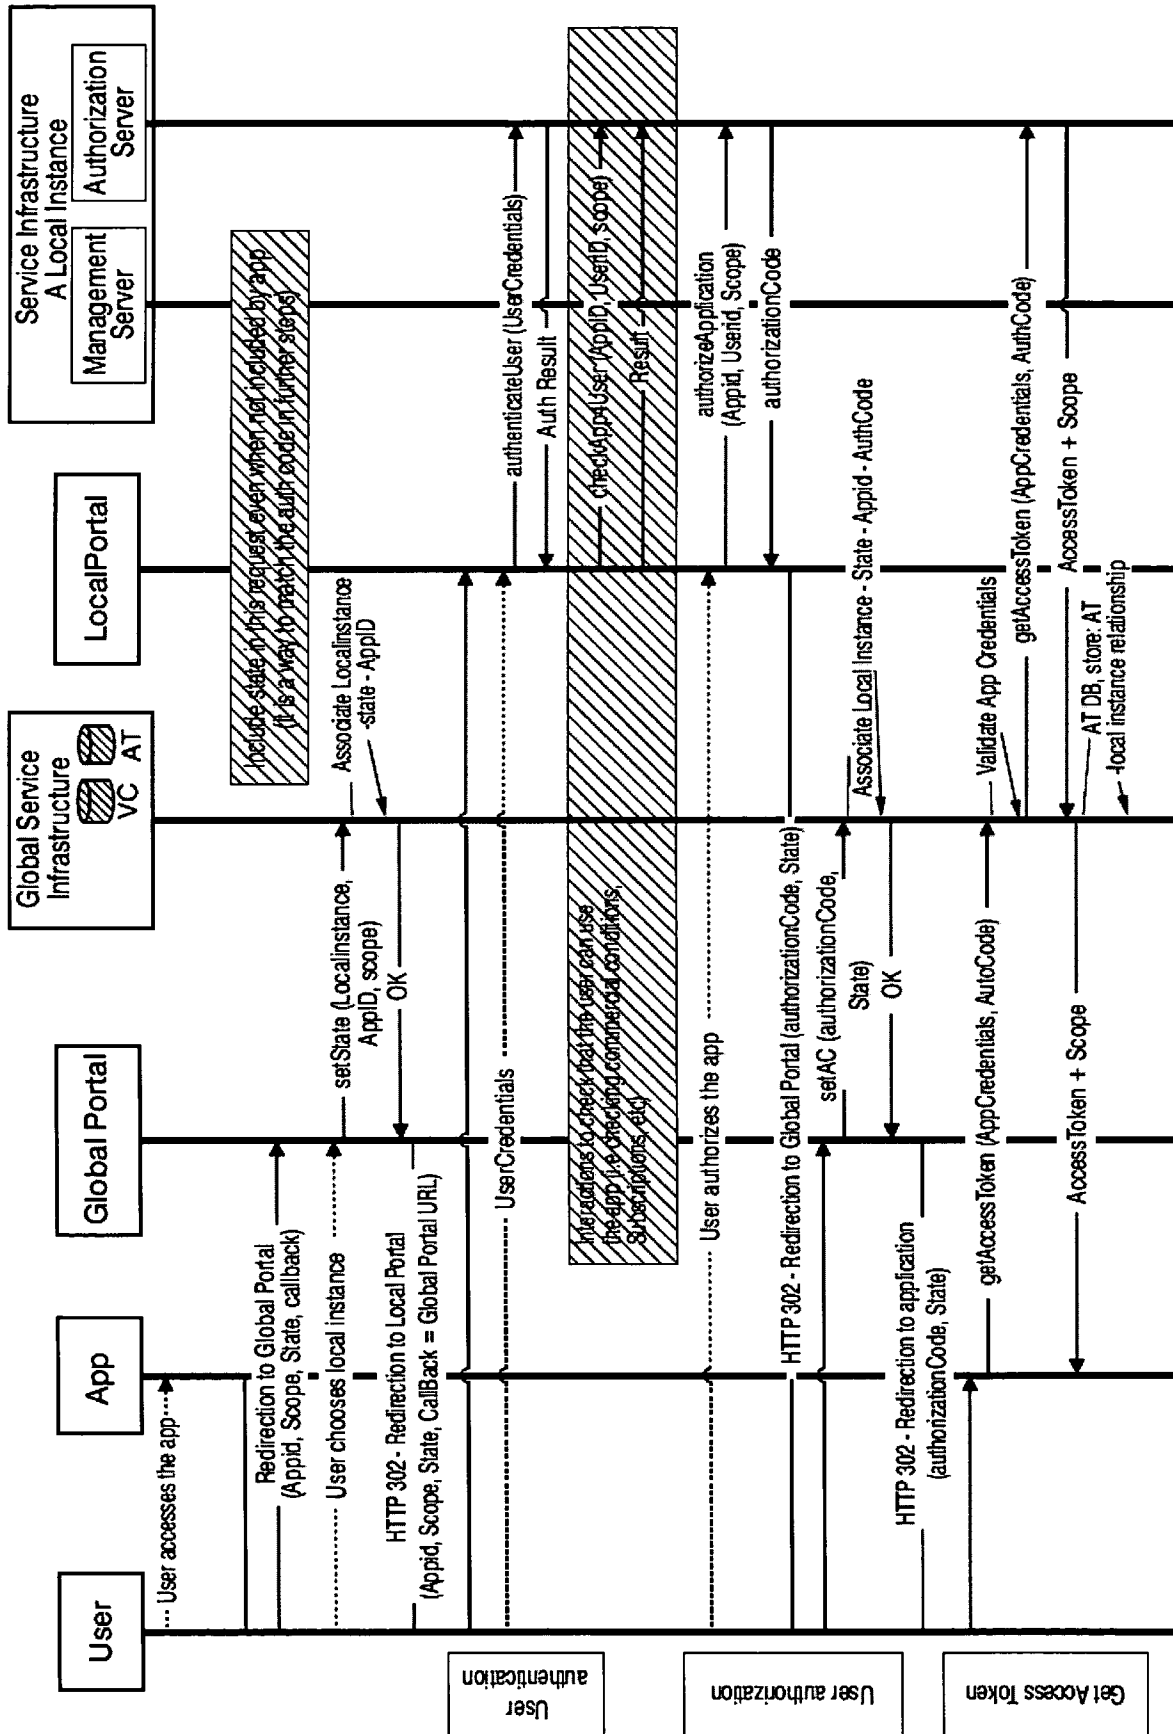 User
App
Global Portal
Global Service
Infrastructure
VC
AT
LocalPortal
Service Infrastructure
A Local Instance
Management
Server
Authorization
Server
User accesses the app
Redirection to Global Portal
(Appid, Scope, State, callback)
Include state in this request even when not included by app
(it is a way to match the auth code in further steps)
User chooses local instance
setState (LocalInstance,
AppID, scope)
Associate LocalInstance
-state - AppID
OK
HTTP 302 - Redirection to Local Portal
(Appid, Scope, State, CallBack = Global Portal URL)
User
authentication
UserCredentials
authenticateUser (UserCredentials)
Auth Result
Interactions to check that the user can use
the app (i.e checking commercial conditions,
Subscriptions, etc)
checkApp4User (AppID, UserID, scope)
Result
User authorization
User authorizes the app
authorizeApplication
(Appid, Userid, Scope)
authorizationCode
HTTP 302 - Redirection to Global Portal (authorizationCode, State)
setAC (authorizationCode,
State)
Associate Local Instance - State - Appid - AuthCode
OK
HTTP 302 - Redirection to application
(authorizationCode, State)
Get Access Token
getAccessToken (AppCredentials, AutoCode)
Validate App Credentials
getAccessToken (AppCredentials, AuthCode)
AccessToken + Scope
AccessToken + Scope
AT DB, store: AT
-local instance relationship